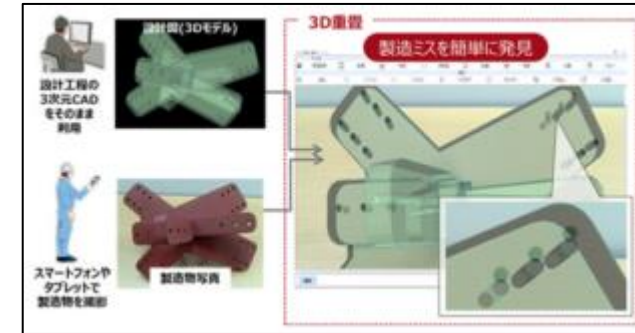 設計工程の
3次元CAD
をそのまま
利用
設計図(3Dモデル)
スマートフォンや
タブレットで
製造物を撮影
製造物写真
3D重畳
製造ミスを簡単に発見